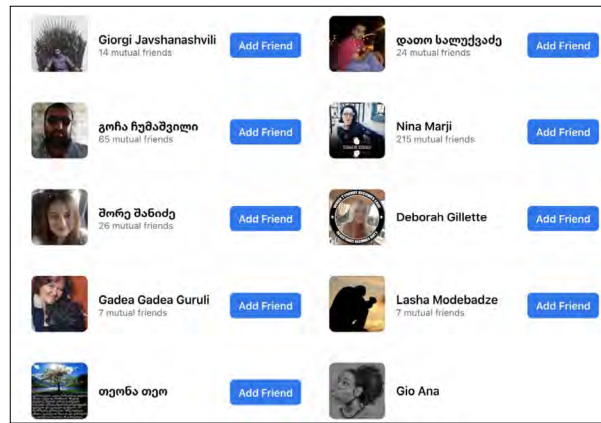 Giorgi Javshanashvili
14 mutual friends
Add Friend
დათო სალუქვაძე
24 mutual friends
Add Friend
გოჩა ჩუმაშვილი
65 mutual friends
Add Friend
Nina Marji
215 mutual friends
Add Friend
შორე შანიძე
26 mutual friends
Add Friend
Deborah Gillette
Add Friend
Gadea Gadea Guruli
7 mutual friends
Add Friend
Lasha Modebadze
7 mutual friends
Add Friend
თეონა თეო
Add Friend
Gio Ana